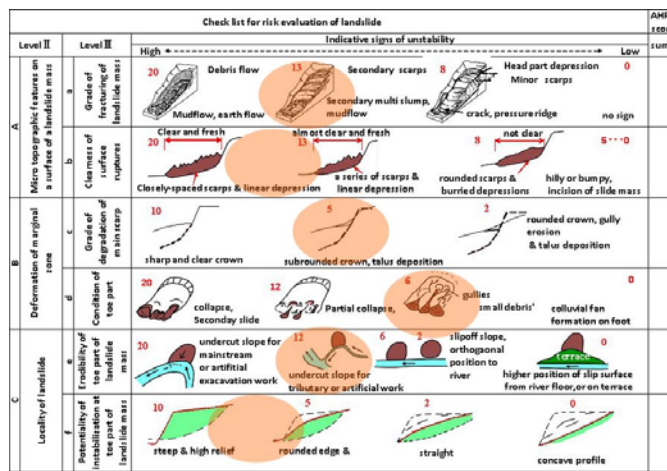 Check list for risk evaluation of landslide
AHP
Level Ⅱ
Level Ⅲ
Indicative signs of unstability
High
Low
A
Micro topographic features on
a surface of a landslide mass
a
Grade of
fracturing of
landslide mass
20
Debris flow
Mudflow, earth flow
13
Secondary scarps
Secondary multi slump,
mudflow
8
Head part depression
Minor scarps
crack, pressure ridge
0
no sign
b
Clearness of
surface
ruptures
20
Clear and fresh
Closely-spaced scarps & linear depression
13
almost clear and fresh
a series of scarps &
linear depression
8
not clear
rounded scarps &
burried depressions
5···0
hilly or bumpy,
incision of slide mass
B
Deformation of marginal
zone
c
Grade of
degradation of
main scarp
10
sharp and clear crown
5
subrounded crown, talus deposition
2
rounded crown, gully
erosion
& talus deposition
d
Condition of
toe part
20
collapse,
Seconday slide
12
Partial collapse,
6
gullies
small debris'
0
colluvial fan
formation on foot
C
Locality of landslide
e
Erodibility of toe
part of landslide
mass
20
undercut slope for
mainstream
or artifitial
exacavation work
12
undercut slope for
tributary or artificial work
6
2
slipoff slope,
orthogaonal
position to
river
0
terrace
higher position of slip surface
from river floor, or on terrace
f
Potentiality of
instabilization at
toe part of
landslide mass
10
steep & high relief
5
rounded edge &
2
straight
0
concave profile